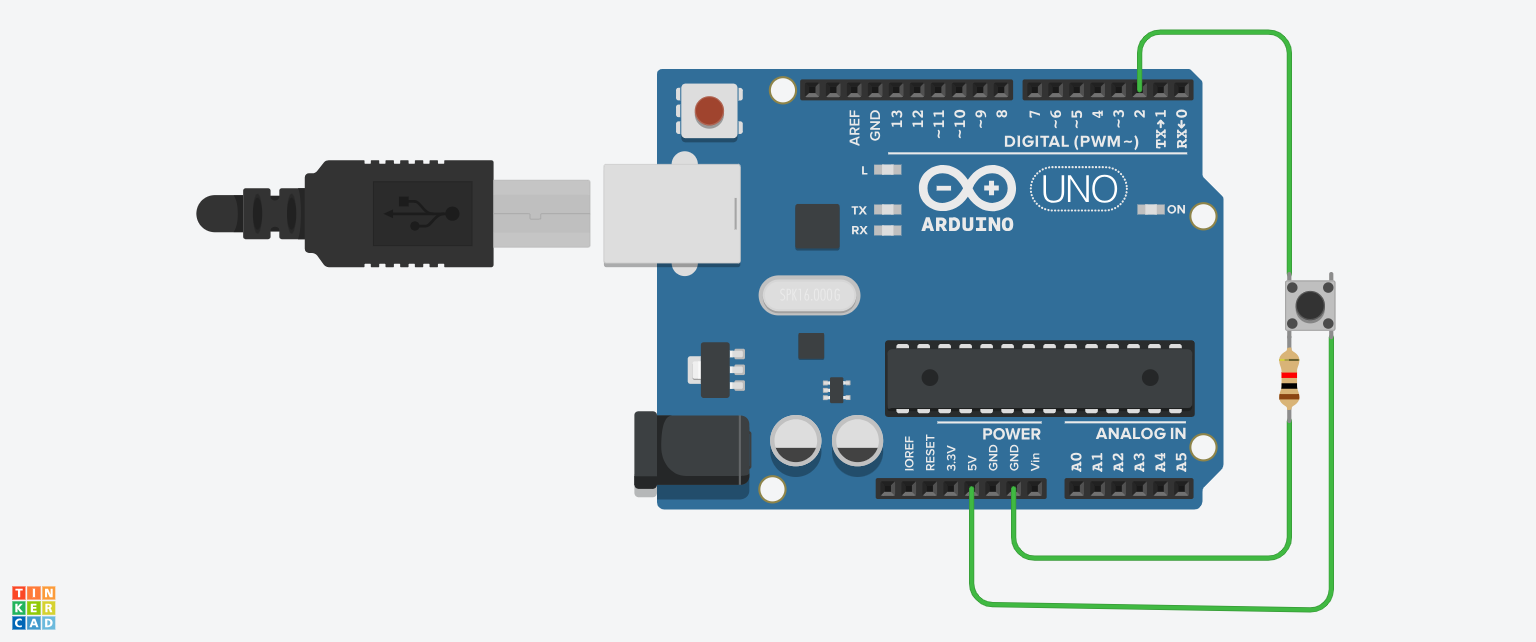 AREF
GND
13
12
~11
~10
~9
8
7
~6
~5
4
~3
2
TX→1
RX←0
DIGITAL (PWM~)
L
TX
RX
UNO
ON
ARDUINO
SPK16.000G
POWER
ANALOG IN
IOREF
RESET
3.3V
5V
GND
GND
Vin
A0
A1
A2
A3
A4
A5
TIN
KER
CAD